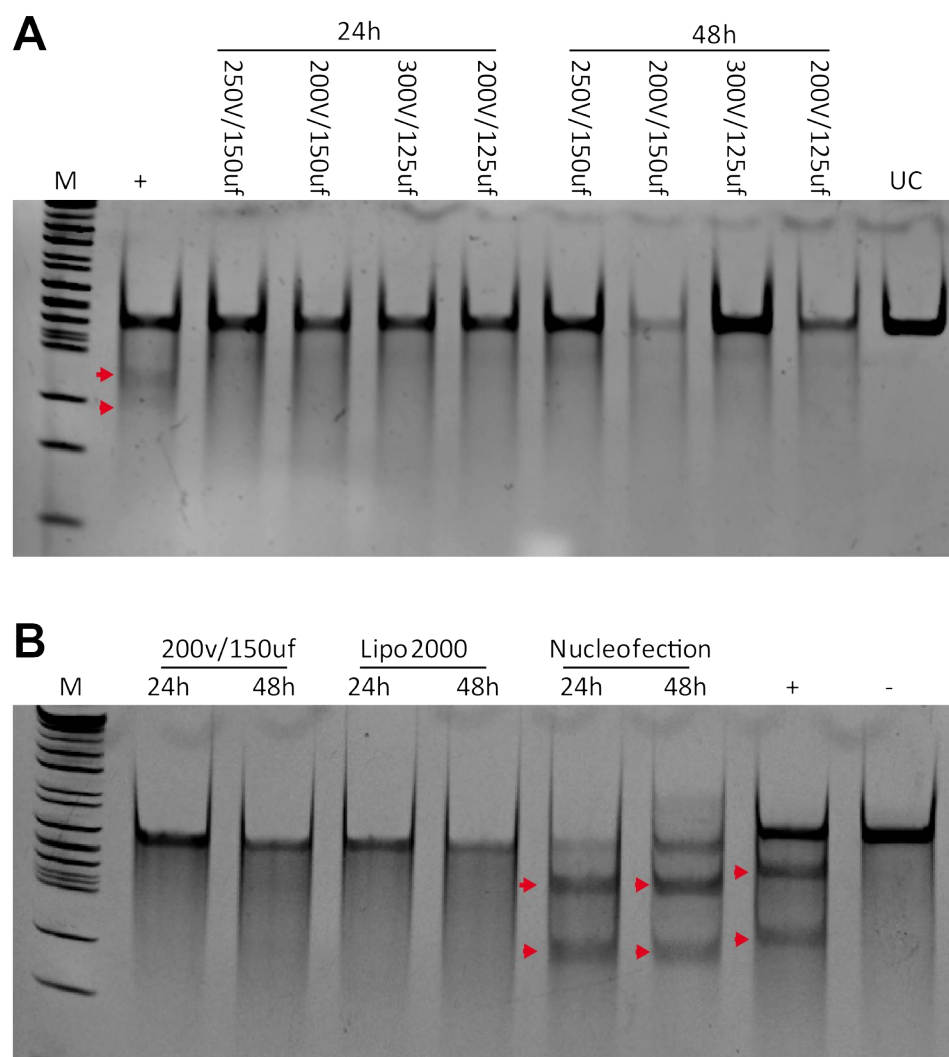 A
24h 48h
M + 250V/150uf 200V/150uf 300V/125uf 200V/125uf 250V/150uf 200V/150uf 300V/125uf 200V/125uf UC
B
200v/150uf Lipo2000 Nucleofection
M 24h 48h 24h 48h 24h 48h + -